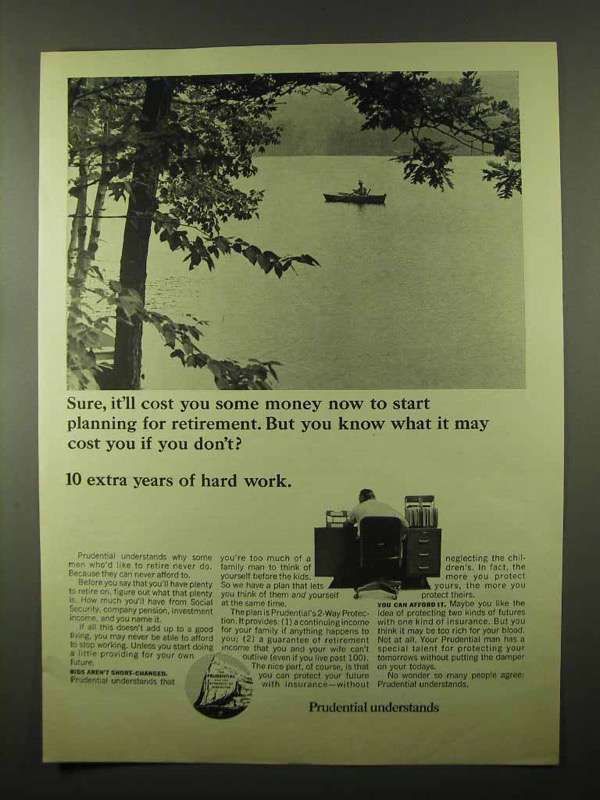 Sure, it'll cost you some money now to start
planning for retirement. But you know what it may
cost you if you don't?
10 extra years of hard work.
Prudential understands why some
men who'd like to retire never do.
Because they can never afford to.
Before you say that you'll have plenty
to retire on, figure out what that plenty
is. How much you'll have from Social
Security, company pension, investment
income, and you name it.
If all this doesn't add up to a good
living, you may never be able to afford
to stop working. Unless you start doing
a little providing for your own
future.
KIDS AREN'T SHORT-CHANGED.
Prudential understands that
you're too much of a
family man to think of
yourself before the kids.
So we have a plan that lets
you think of them and yourself
at the same time.
The plan is Prudential's 2-Way Protec-
tion. It provides: (1) a continuing income
for your family if anything happens to
you; (2) a guarantee of retirement
income that you and your wife can't
outlive (even if you live past 100).
The nice part, of course, is that
you can protect your future
with insurance—without
neglecting the chil-
dren's. In fact, the
more you protect
yours, the more you
protect theirs.
YOU CAN AFFORD IT. Maybe you like the
idea of protecting two kinds of futures
with one kind of insurance. But you
think it may be too rich for your blood.
Not at all. Your Prudential man has a
special talent for protecting your
tomorrows without putting the damper
on your todays.
No wonder so many people agree:
Prudential understands.
PRUDENTIAL
Prudential understands